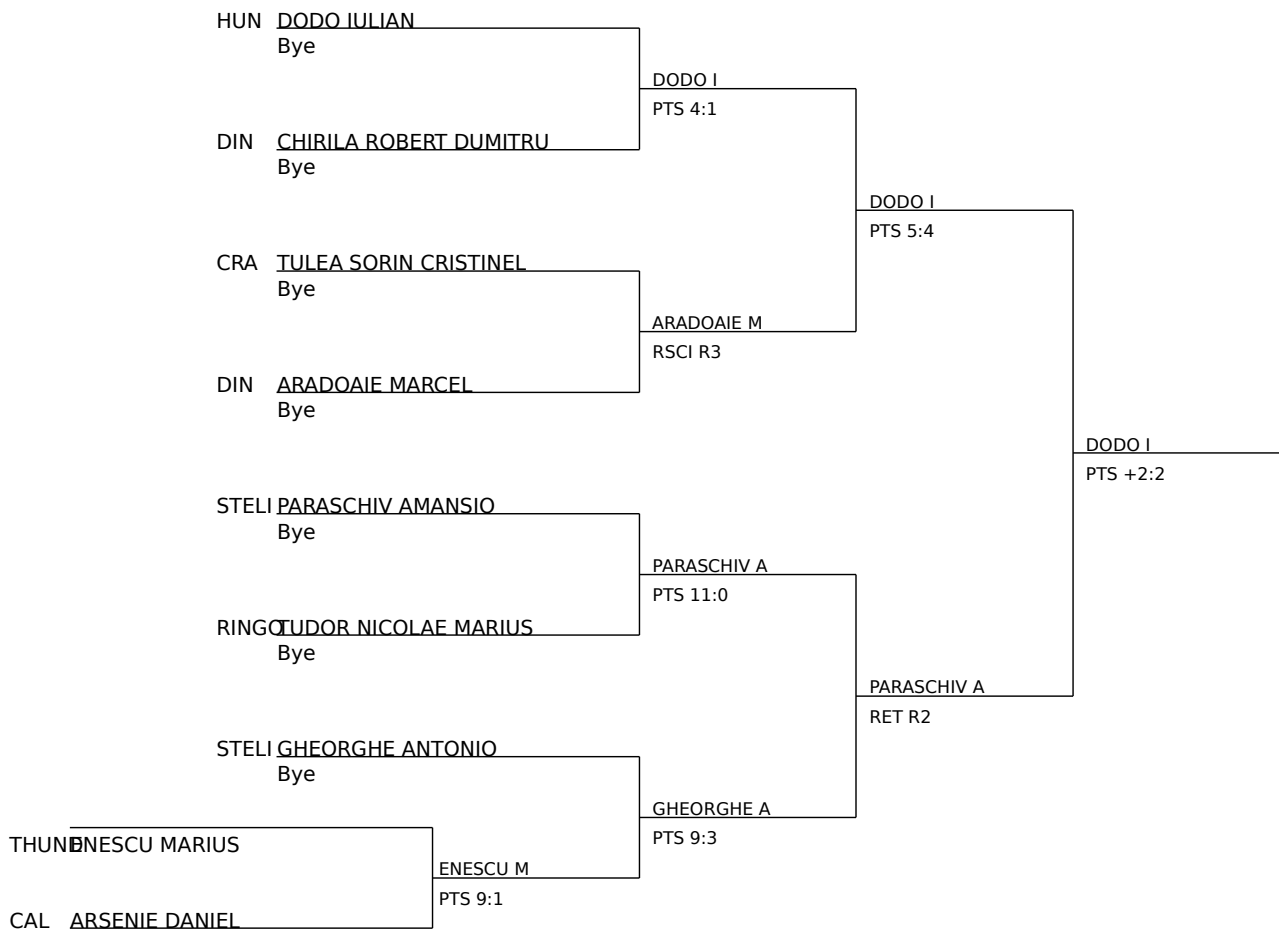 HUN DODO IULIAN
Bye
DODO I
PTS 4:1
DIN CHIRILA ROBERT DUMITRU
Bye
DODO I
PTS 5:4
CRA TULEA SORIN CRISTINEL
Bye
ARADOAIE M
RSCI R3
DIN ARADOAIE MARCEL
Bye
DODO I
PTS +2:2
STELI PARASCHIV AMANSIO
Bye
PARASCHIV A
PTS 11:0
RINGO TUDOR NICOLAE MARIUS
Bye
PARASCHIV A
RET R2
STELI GHEORGHE ANTONIO
Bye
GHEORGHE A
PTS 9:3
THUNDE ENESCU MARIUS
ENESCU M
PTS 9:1
CAL ARSENIE DANIEL